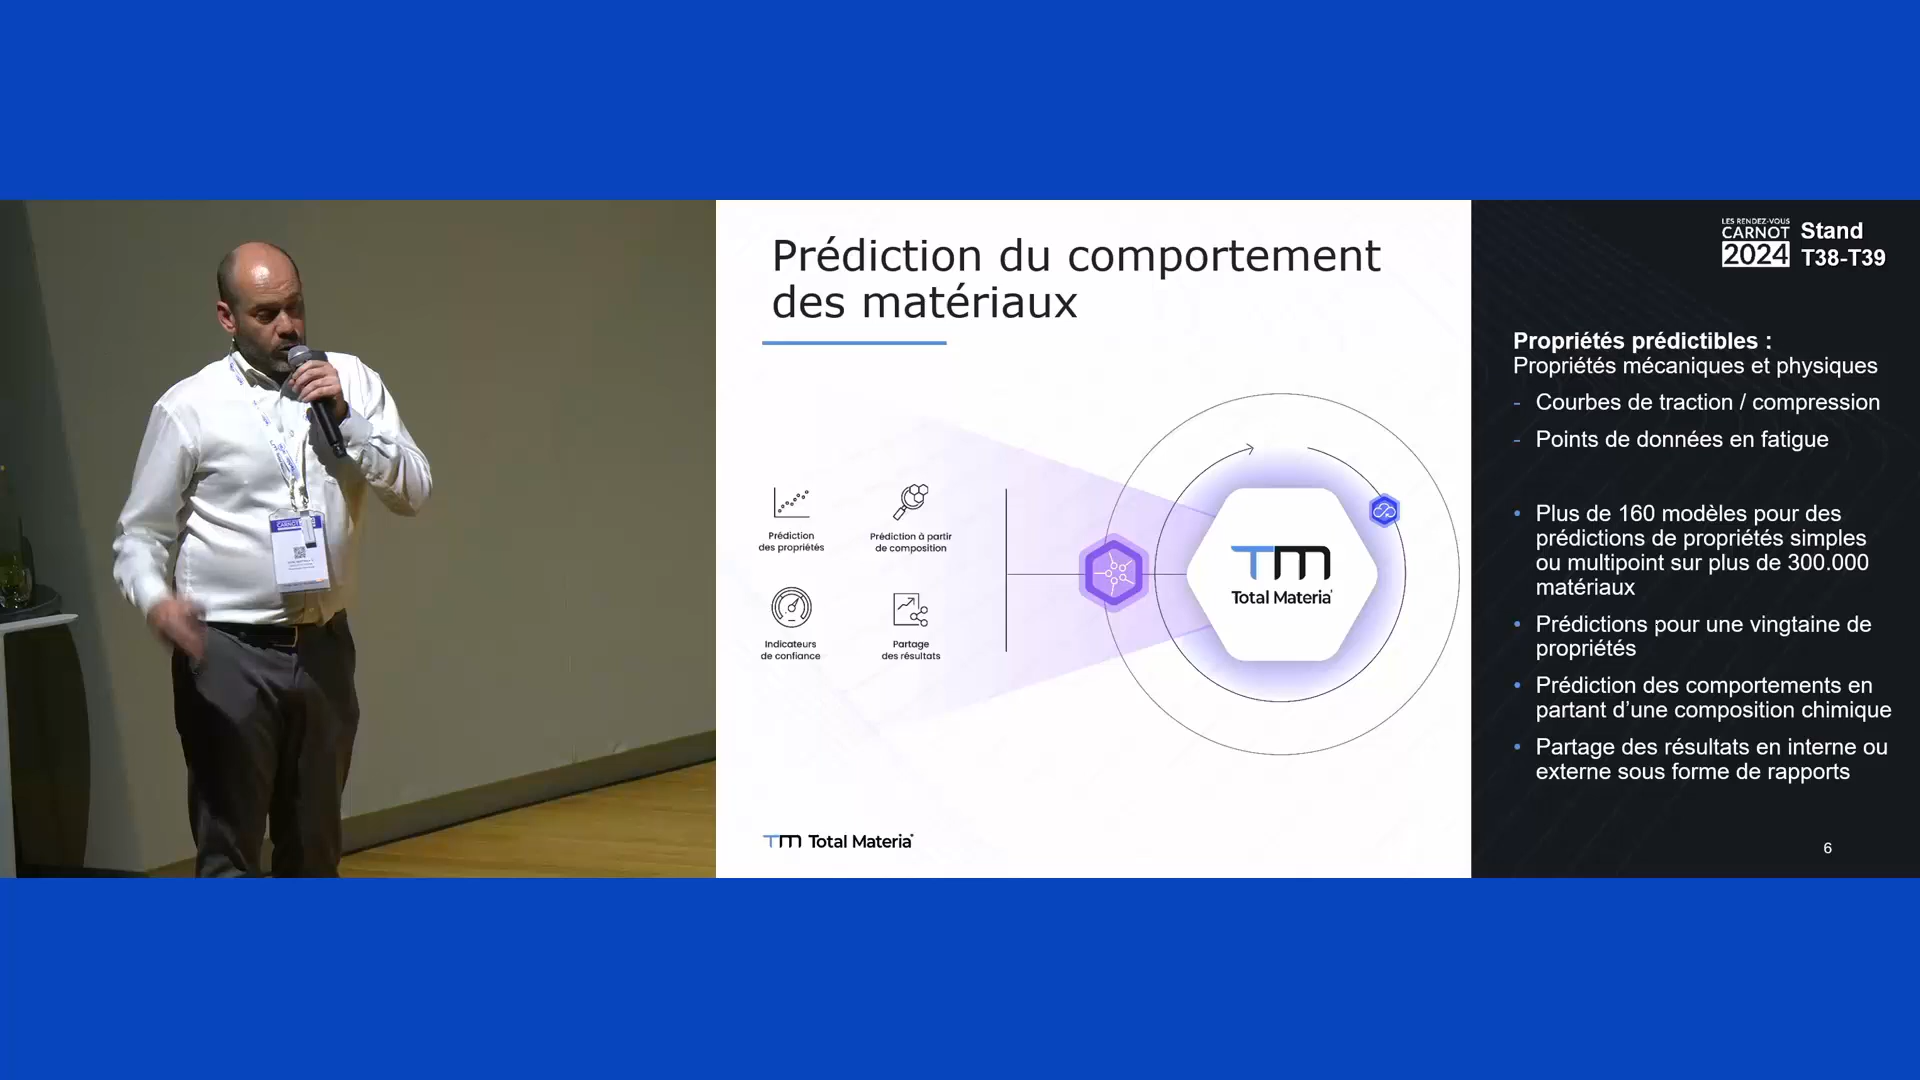 Prédiction du comportement
des matériaux
Prédiction
des propriétés
Prédiction à partir
de composition
Indicateurs
de confiance
Partage
des résultats
TM
Total Materia
TM Total Materia
LES RENDEZ-VOUS
CARNOT
2024
Stand
T38-T39
Propriétés prédictibles :
Propriétés mécaniques et physiques
- Courbes de traction / compression
- Points de données en fatigue
• Plus de 160 modèles pour des
prédictions de propriétés simples
ou multipoint sur plus de 300.000
matériaux
• Prédictions pour une vingtaine de
propriétés
• Prédiction des comportements en
partant d’une composition chimique
• Partage des résultats en interne ou
externe sous forme de rapports
6
CARNOT